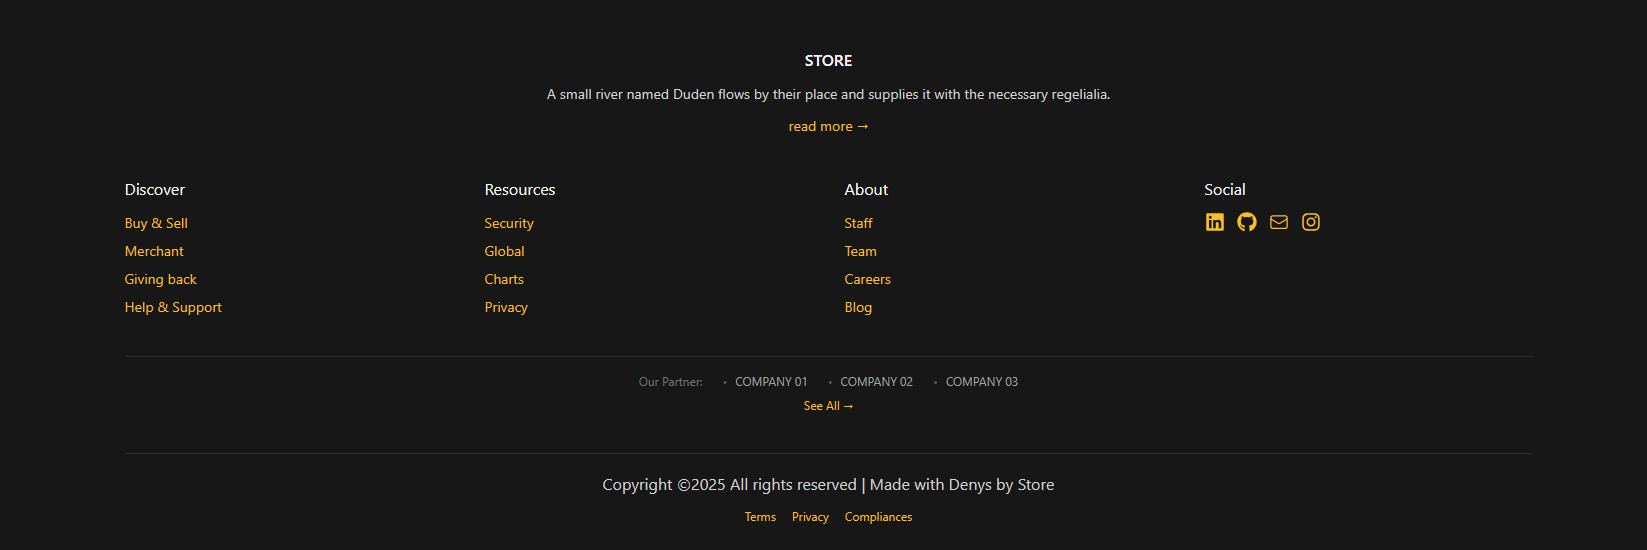 STORE
A small river named Duden flows by their place and supplies it with the necessary regelialia.
read more →
Discover
Buy & Sell
Merchant
Giving back
Help & Support
Resources
Security
Global
Charts
Privacy
About
Staff
Team
Careers
Blog
Social
Our Partner: • COMPANY 01 • COMPANY 02 • COMPANY 03
See All →
Copyright ©2025 All rights reserved | Made with Denys by Store
Terms Privacy Compliances